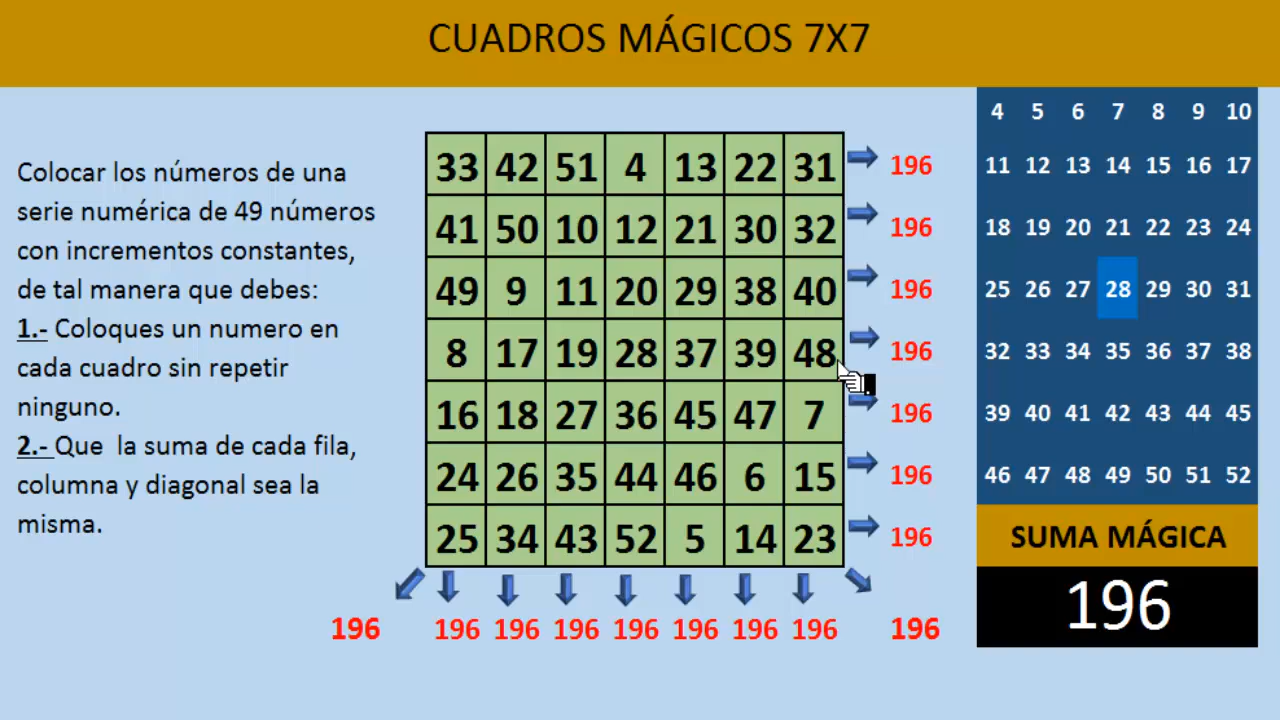 CUADROS MÁGICOS 7X7
Colocar los números de una
serie numérica de 49 números
con incrementos constantes,
de tal manera que debes:
1.- Coloques un numero en
cada cuadro sin repetir
ninguno.
2.- Que la suma de cada fila,
columna y diagonal sea la
misma.
33 42 51 4 13 22 31 196
41 50 10 12 21 30 32 196
49 9 11 20 29 38 40 196
8 17 19 28 37 39 48 196
16 18 27 36 45 47 7 196
24 26 35 44 46 6 15 196
25 34 43 52 5 14 23 196
196 196 196 196 196 196 196 196 196
4 5 6 7 8 9 10
11 12 13 14 15 16 17
18 19 20 21 22 23 24
25 26 27 28 29 30 31
32 33 34 35 36 37 38
39 40 41 42 43 44 45
46 47 48 49 50 51 52
SUMA MÁGICA
196